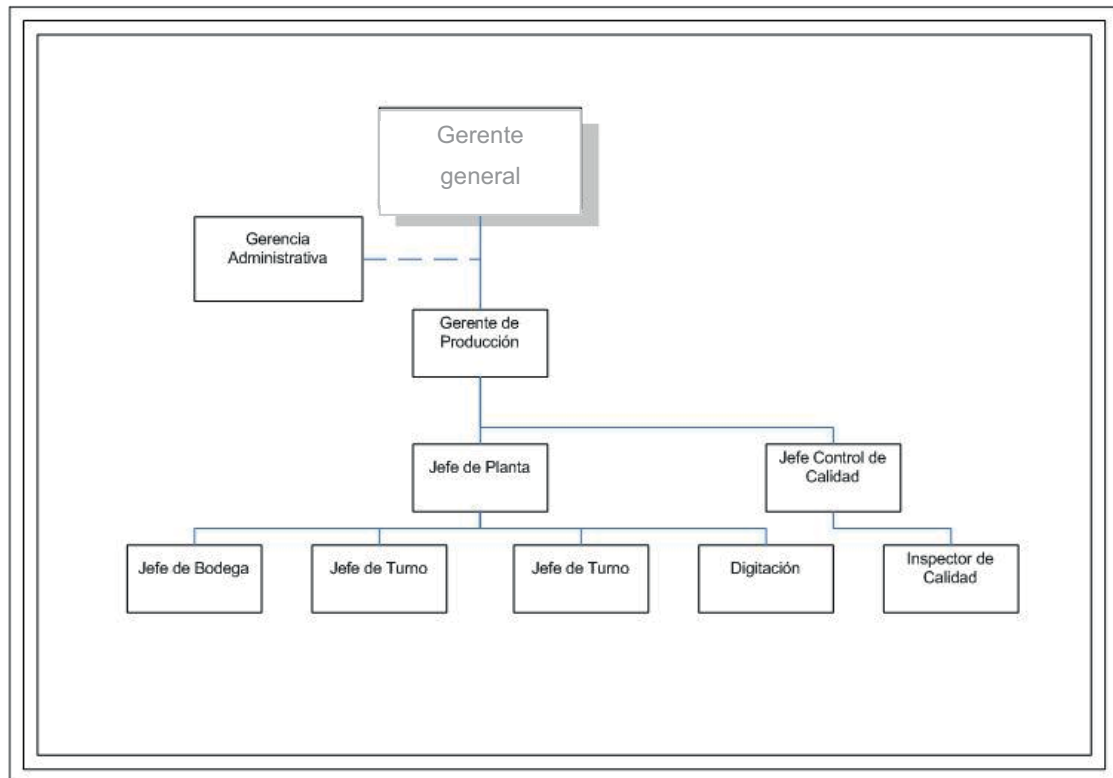 Gerente
general
Gerencia
Administrativa
Gerente de
Producción
Jefe de Planta
Jefe Control de
Calidad
Jefe de Bodega
Jefe de Turno
Jefe de Turno
Digitación
Inspector de
Calidad